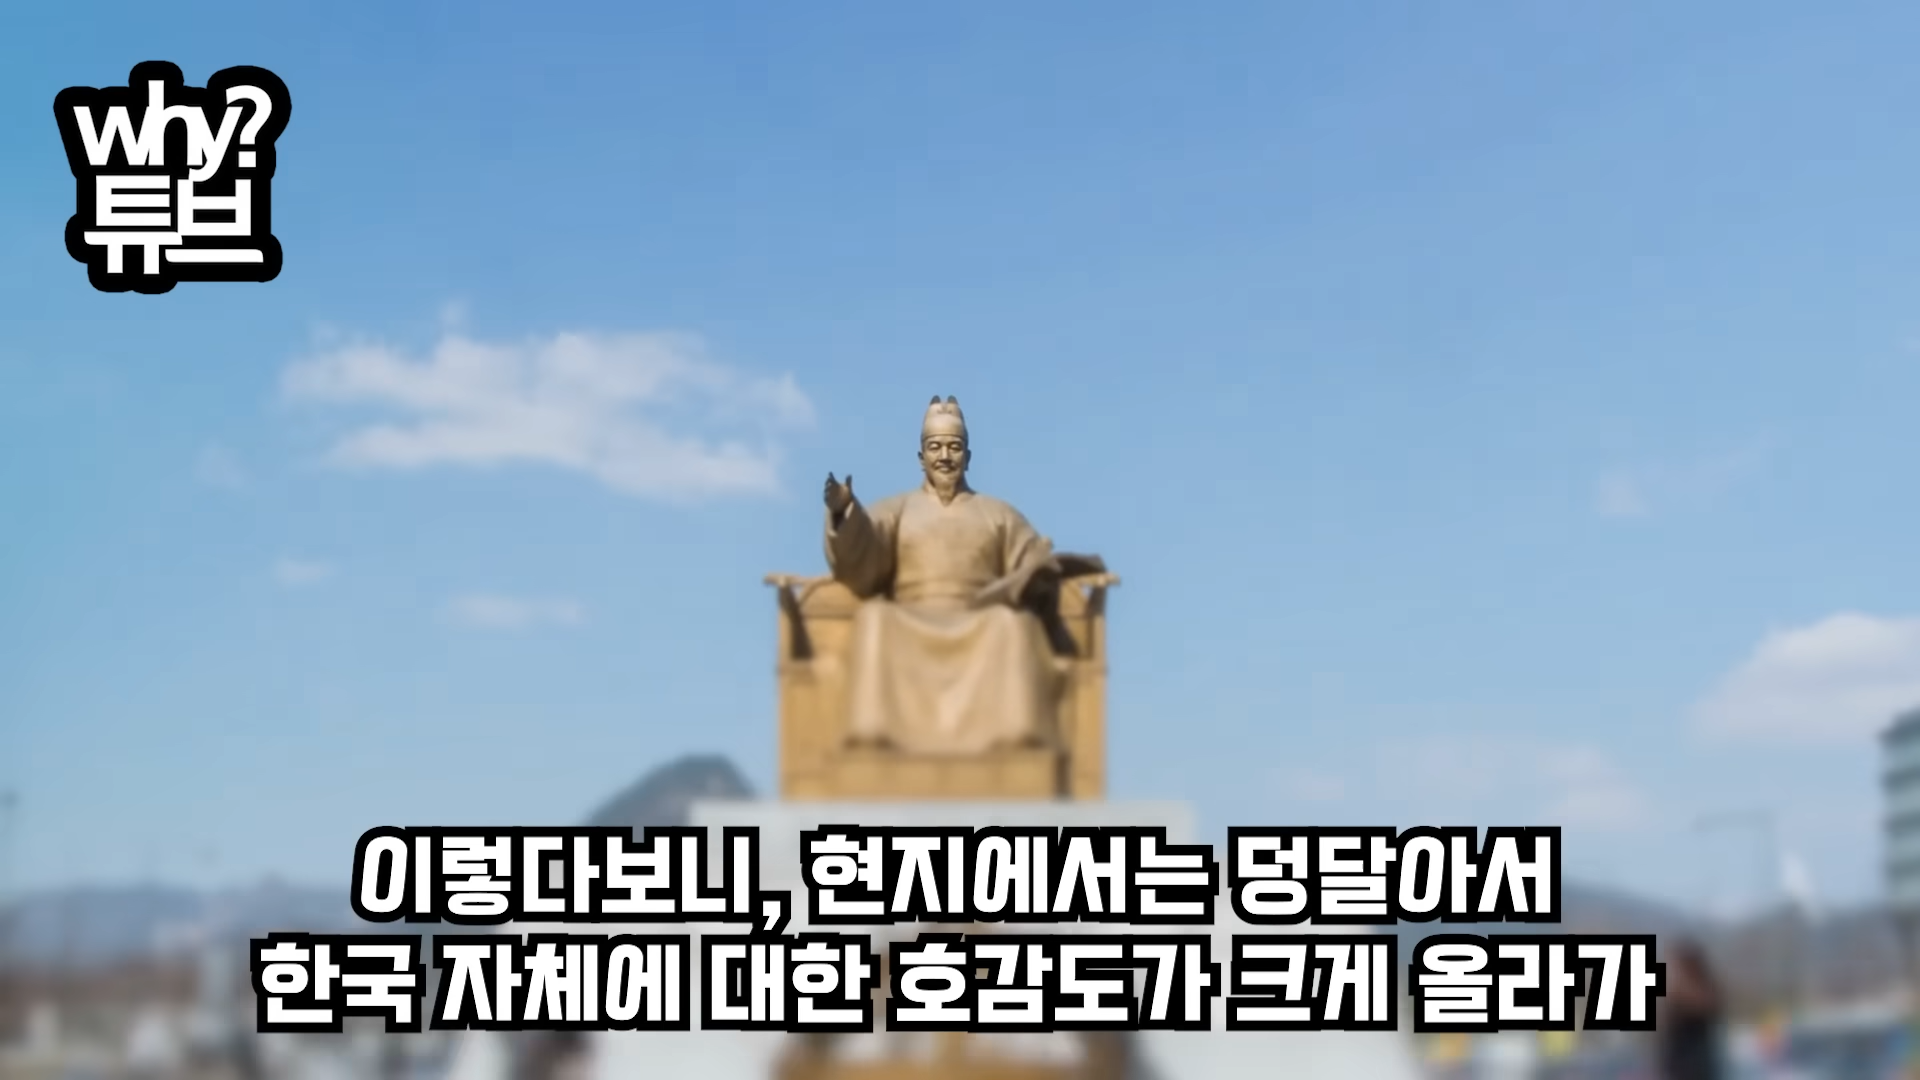 why?
튜브
이렇다보니, 현지에서는 덩달아서
한국 자체에 대한 호감도가 크게 올라가